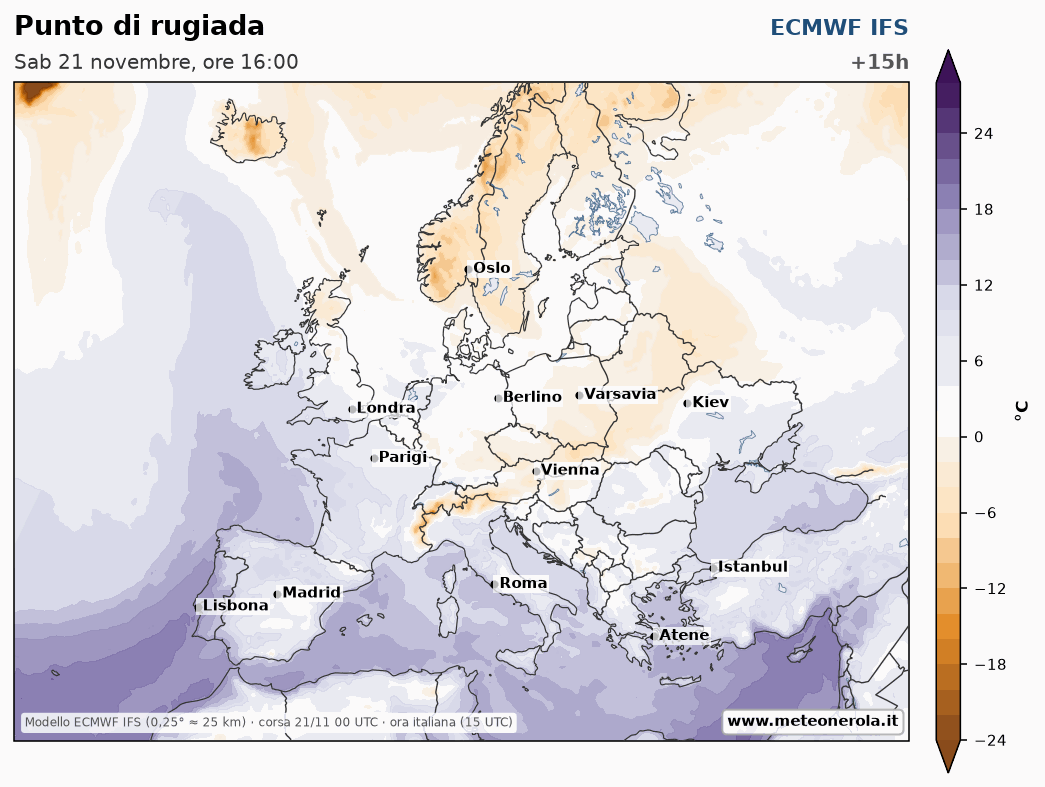 Punto di rugiada
ECMWF IFS
Sab 21 novembre, ore 16:00
+15h
Oslo
Londra
Berlino
Varsavia
Kiev
Parigi
Vienna
Roma
Istanbul
Madrid
Lisbona
Atene
24
18
12
6
0
−6
−12
−18
−24
°C
Modello ECMWF IFS (0,25° ≈ 25 km) · corsa 21/11 00 UTC · ora italiana (15 UTC)
www.meteonerola.it